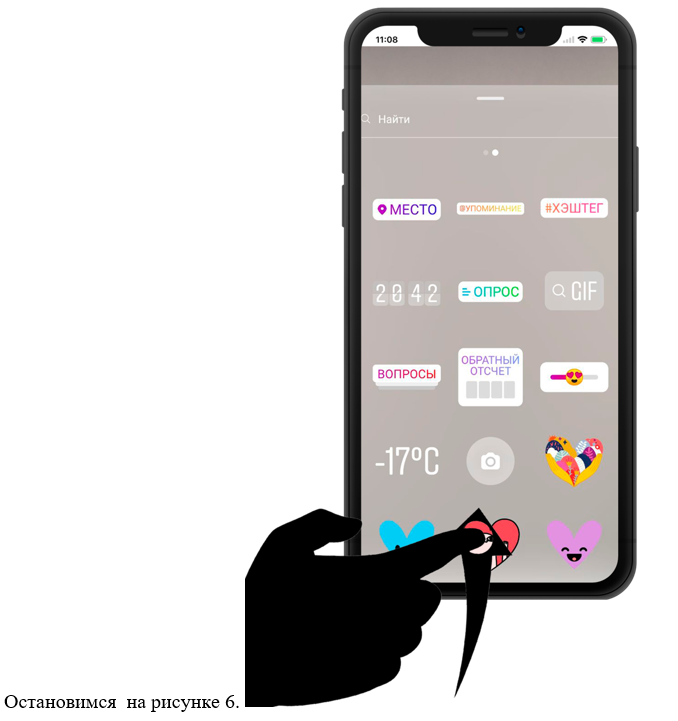 11:08
Найти
МЕСТО
@УПОМИНАНИЕ
#ХЭШТЕГ
2042
ОПРОС
GIF
ВОПРОСЫ
ОБРАТНЫЙ
ОТСЧЕТ
-17°C
Остановимся на рисунке 6.